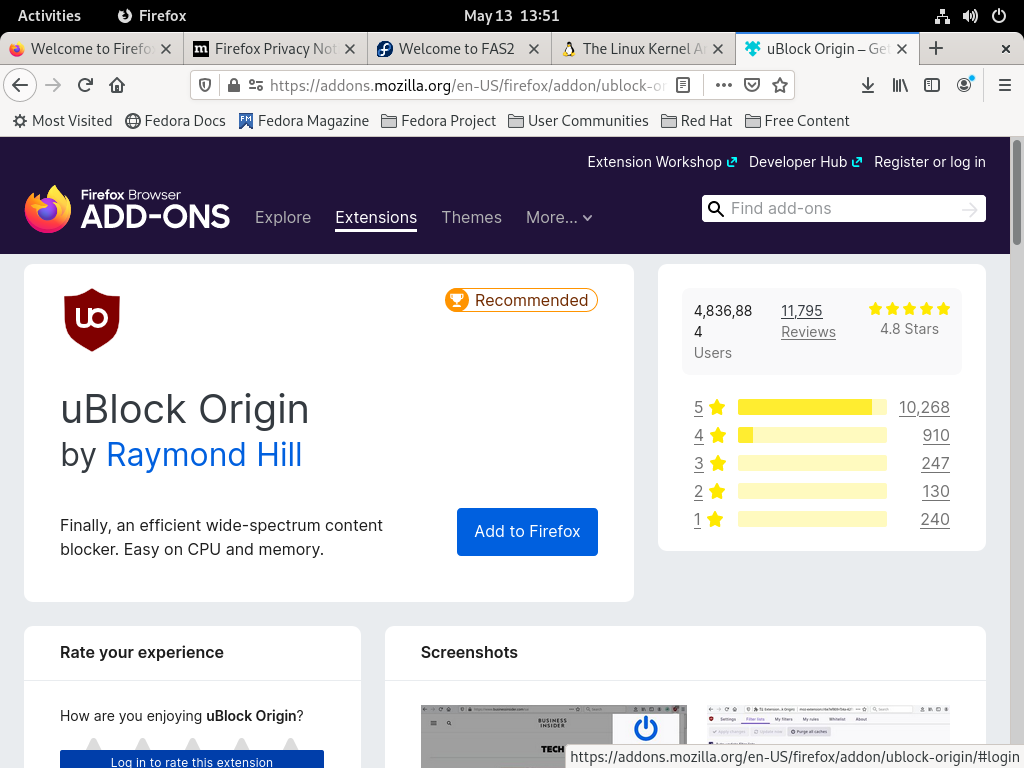 Activities Firefox May 13 13:51
Welcome to Firefox Firefox Privacy Not Welcome to FAS2 The Linux Kernel Ar uBlock Origin – Get
https://addons.mozilla.org/en-US/firefox/addon/ublock-or
Most Visited Fedora Docs Fedora Magazine Fedora Project User Communities Red Hat Free Content
Extension Workshop Developer Hub Register or log in
Firefox Browser
ADD-ONS
Explore Extensions Themes More... Find add-ons
UO
Recommended
uBlock Origin
by Raymond Hill
Finally, an efficient wide-spectrum content
blocker. Easy on CPU and memory.
Add to Firefox
4,836,88
4
Users
11,795
Reviews
4.8 Stars
5 10,268
4 910
3 247
2 130
1 240
Rate your experience
How are you enjoying uBlock Origin?
Log in to rate this extension
Screenshots
BUSINESS
INSIDER
TECH
Settings Filter lists My filters My rules Whitelist About
Purge all caches
https://addons.mozilla.org/en-US/firefox/addon/ublock-origin/#login